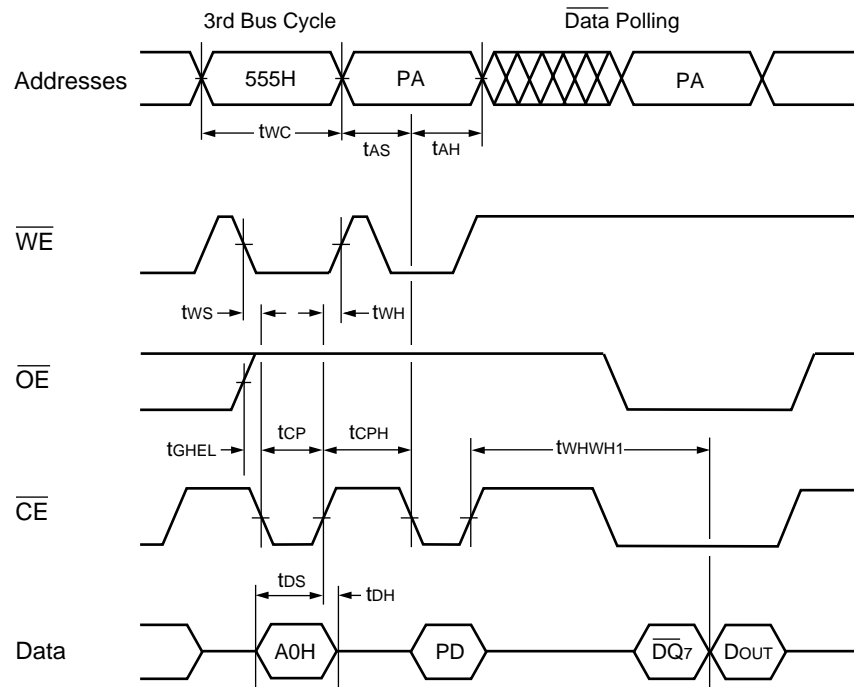 3rd Bus Cycle Data Polling
Addresses 555H PA PA
tWC tAS tAH
WE
tWS tWH
OE
tGHEL tCP tCPH tWHWH1
CE
tDS tDH
Data A0H PD DQ7 DOUT